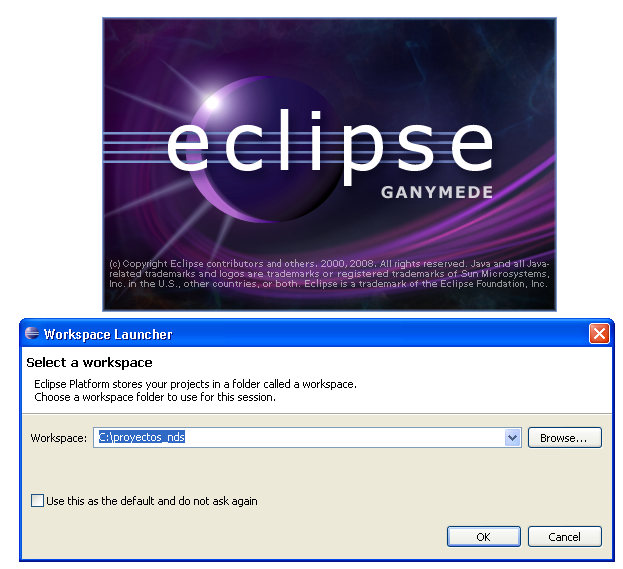 eclipse
GANYMEDE
(c) Copyright Eclipse contributors and others. 2000, 2008. All rights reserved. Java and all Java-
related trademarks and logos are trademarks or registered trademarks of Sun Microsystems,
Inc. in the U.S., other countries, or both. Eclipse is a trademark of the Eclipse Foundation, Inc.
Workspace Launcher
Select a workspace
Eclipse Platform stores your projects in a folder called a workspace.
Choose a workspace folder to use for this session.
Workspace: C:\proyectos_nds Browse...
Use this as the default and do not ask again
OK Cancel